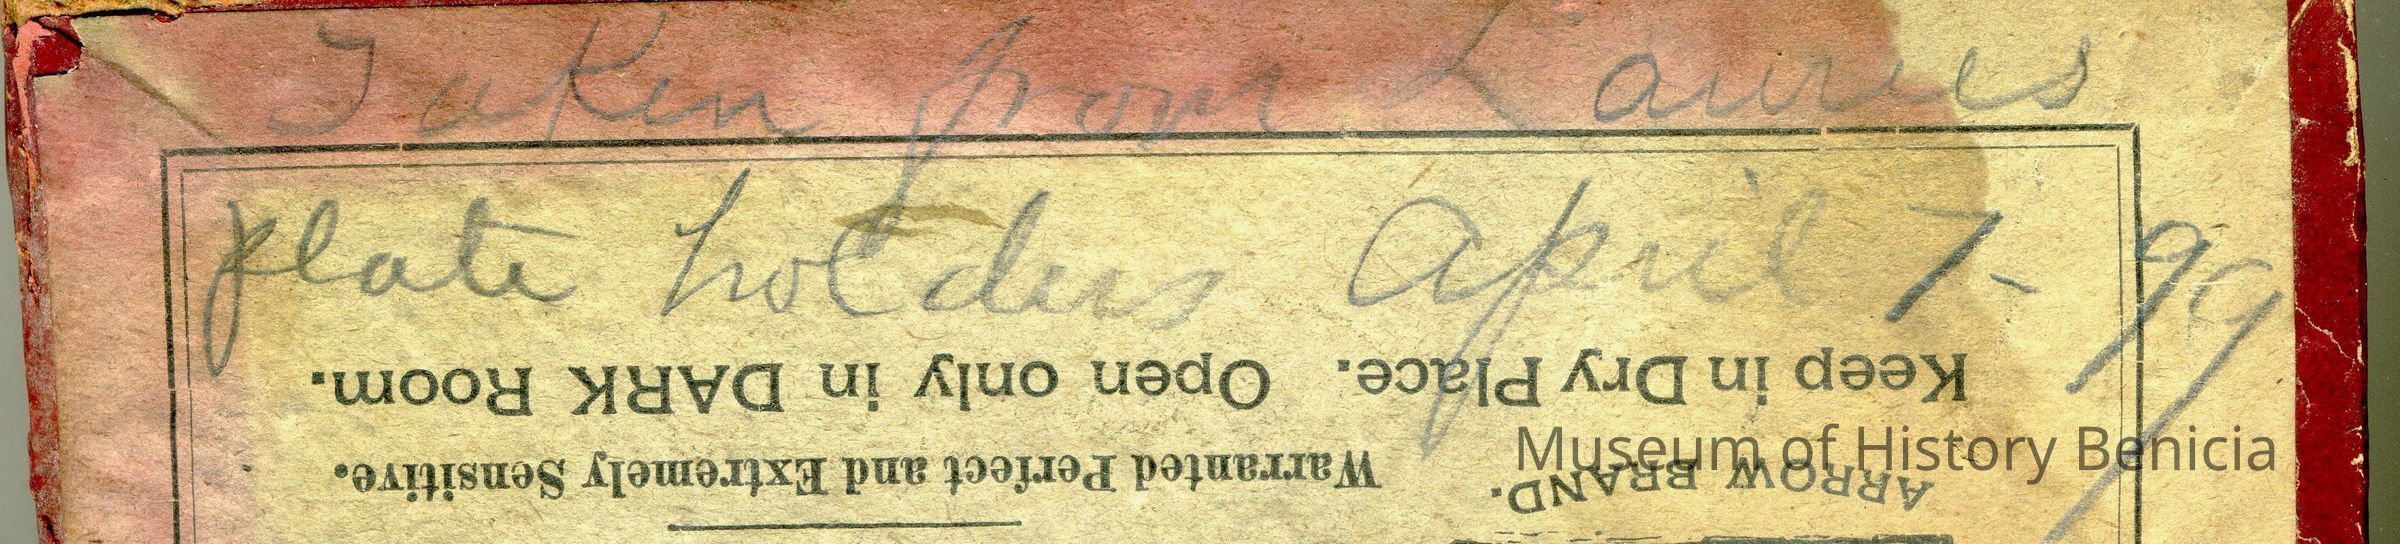 Taken from Lauries
plate holders April 7-99
Keep in Dry Place. Open only in DARK Room.
Warranted Perfect and Extremely Sensitive.
ARROW BRAND.
Museum of History Benicia